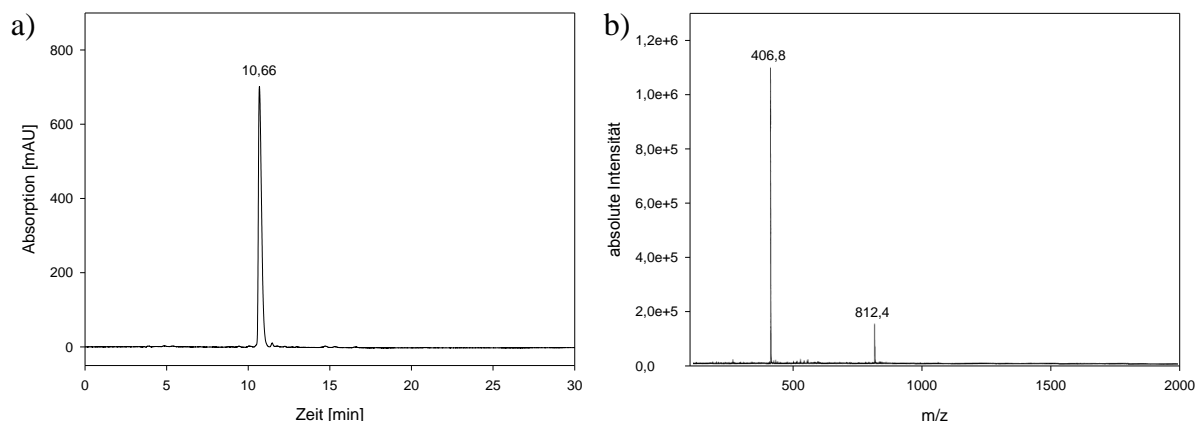 a)
Absorption [mAU]
800
600
400
200
0
10,66
0
5
10
15
20
25
30
Zeit [min]
b)
absolute Intensität
1,2e+6
1,0e+6
8,0e+5
6,0e+5
4,0e+5
2,0e+5
0,0
406,8
812,4
500
1000
1500
2000
m/z